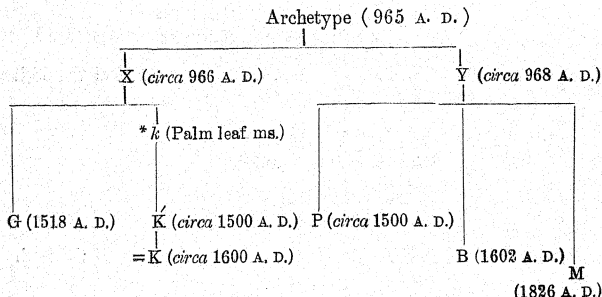 Archetype (965 A. D.)
X (circa 966 A. D.) Y (circa 968 A. D.)
*k (Palm leaf ms.)
G (1518 A. D.) Ḱ (circa 1500 A. D.) P (circa 1500 A. D.)
=K (circa 1600 A. D.) B (1602 A. D.)
M
(1826 A. D.)